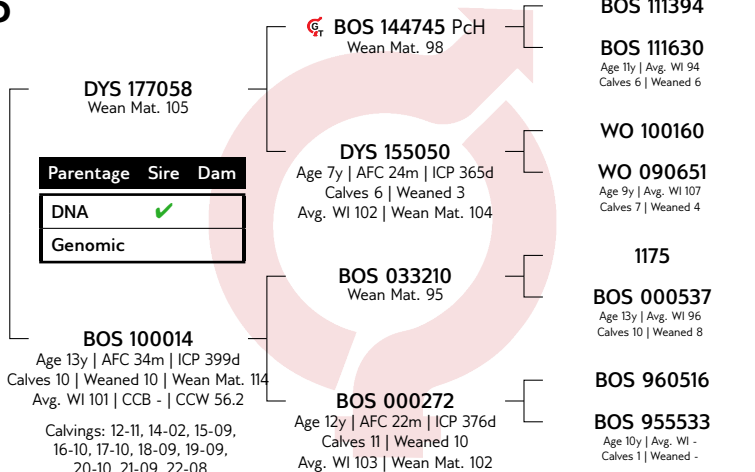 BOS 111394
BOS 144745 PcH
Wean Mat. 98
BOS 111630
Age 11y | Avg. WI 94
Calves 6 | Weaned 6
DYS 177058
Wean Mat. 105
WO 100160
DYS 155050
Age 7y | AFC 24m | ICP 365d
Calves 6 | Weaned 3
Avg. WI 102 | Wean Mat. 104
WO 090651
Age 9y | Avg. WI 107
Calves 7 | Weaned 4
Parentage Sire Dam
DNA ✔
Genomic
1175
BOS 033210
Wean Mat. 95
BOS 000537
Age 13y | Avg. WI 96
Calves 10 | Weaned 8
BOS 100014
Age 13y | AFC 34m | ICP 399d
Calves 10 | Weaned 10 | Wean Mat. 114
Avg. WI 101 | CCB - | CCW 56.2
Calvings: 12-11, 14-02, 15-09,
16-10, 17-10, 18-09, 19-09,
20-10, 21-09, 22-08
BOS 960516
BOS 000272
Age 12y | AFC 22m | ICP 376d
Calves 11 | Weaned 10
Avg. WI 103 | Wean Mat. 102
BOS 955533
Age 10y | Avg. WI -
Calves 1 | Weaned -